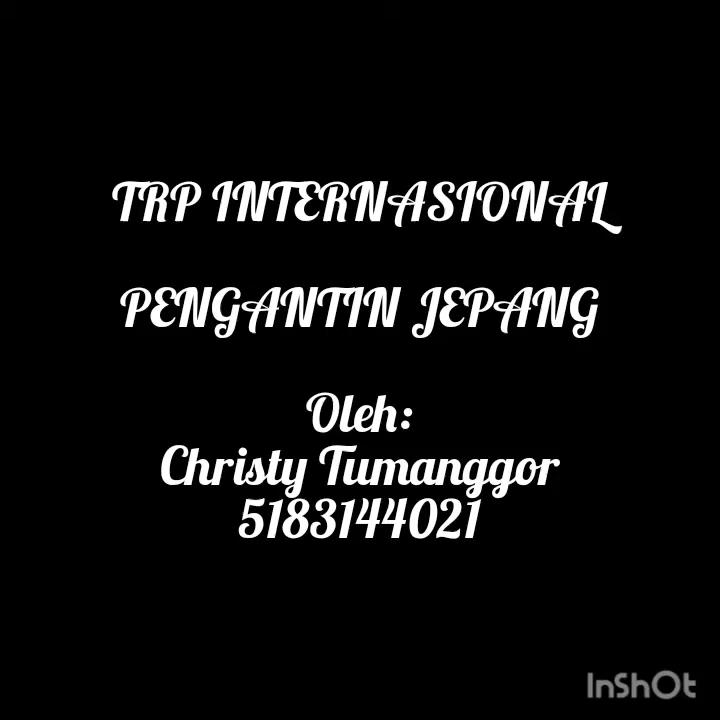 TRP INTERNASIONAL
PENGANTIN JEPANG
Oleh:
Christy Tumanggor
5183144021
InShOt